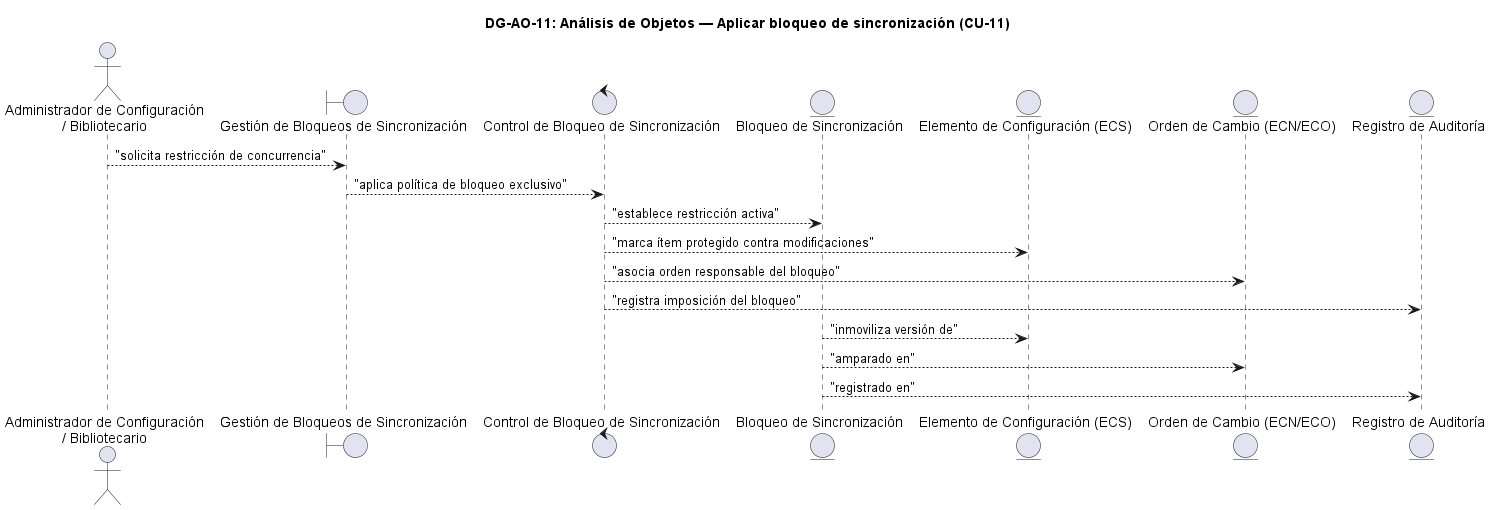 DG-AO-11: Análisis de Objetos — Aplicar bloqueo de sincronización (CU-11)
Administrador de Configuración
/ Bibliotecario
Gestión de Bloqueos de Sincronización
Control de Bloqueo de Sincronización
Bloqueo de Sincronización
Elemento de Configuración (ECS)
Orden de Cambio (ECN/ECO)
Registro de Auditoría
"solicita restricción de concurrencia"
"aplica política de bloqueo exclusivo"
"establece restricción activa"
"marca ítem protegido contra modificaciones"
"asocia orden responsable del bloqueo"
"registra imposición del bloqueo"
"inmoviliza versión de"
"amparado en"
"registrado en"
Administrador de Configuración
/ Bibliotecario
Gestión de Bloqueos de Sincronización
Control de Bloqueo de Sincronización
Bloqueo de Sincronización
Elemento de Configuración (ECS)
Orden de Cambio (ECN/ECO)
Registro de Auditoría